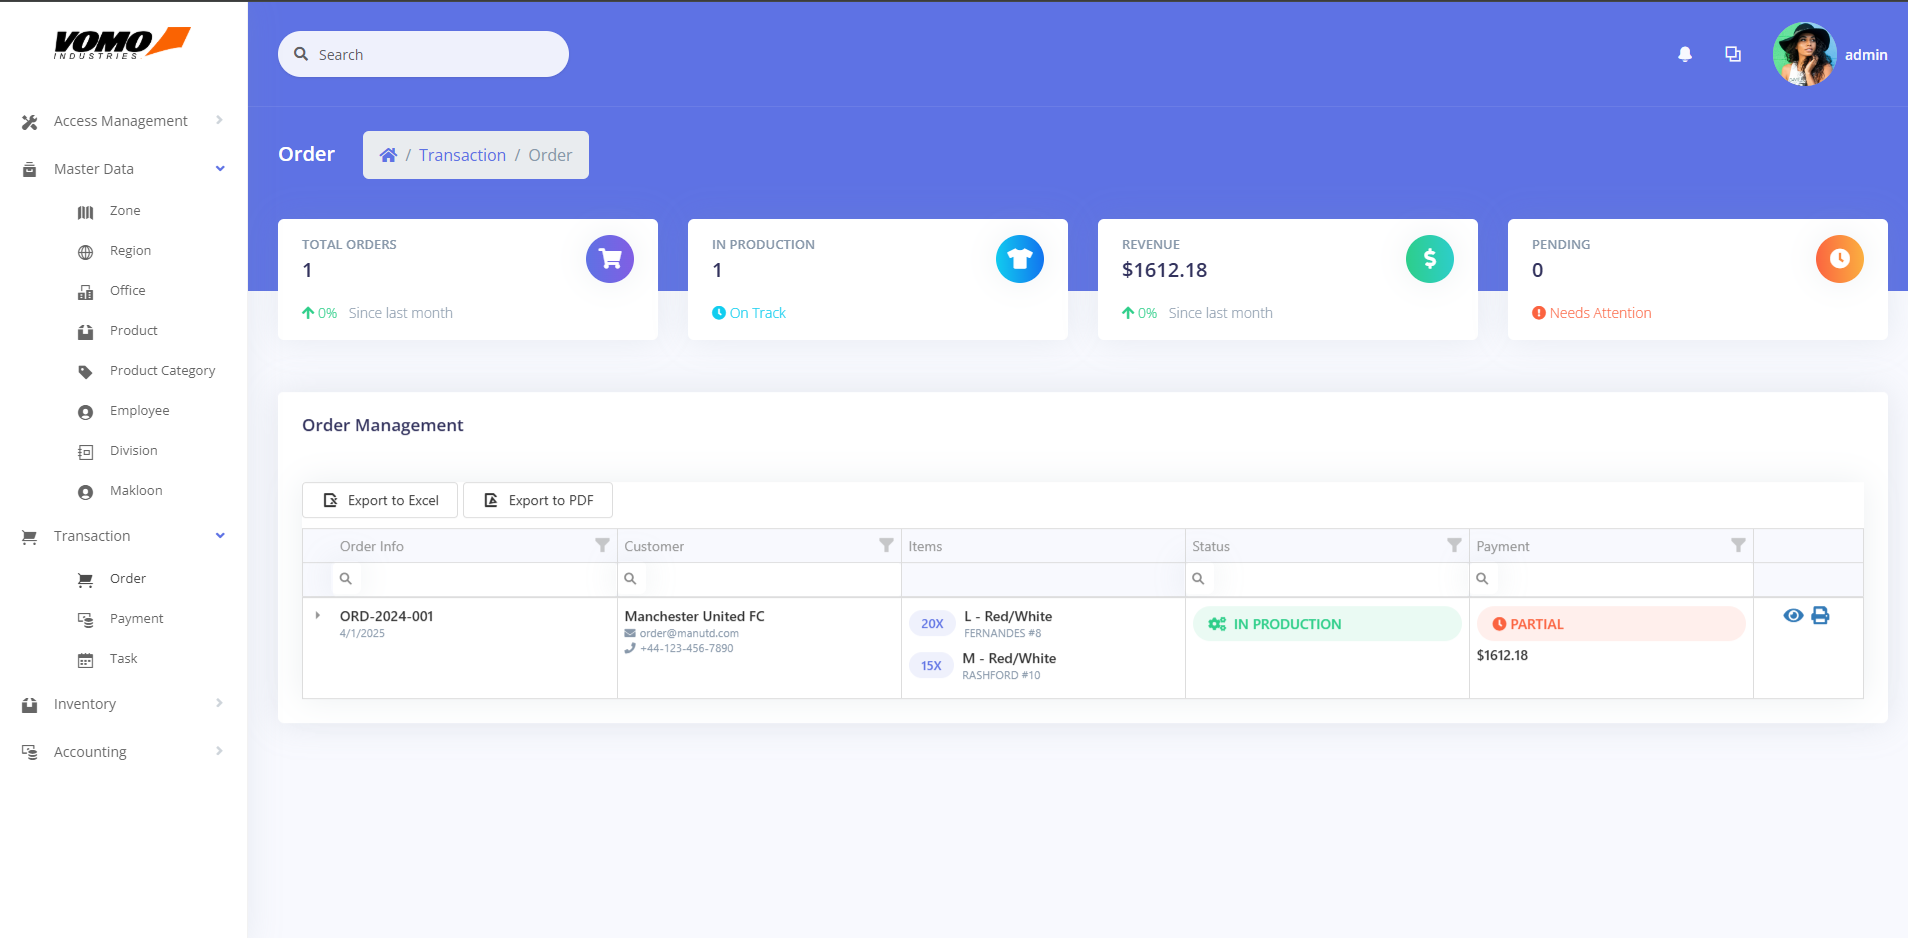 VOMO
INDUSTRIES
Search
admin
Access Management
Master Data
Zone
Region
Office
Product
Product Category
Employee
Division
Makloon
Transaction
Order
Payment
Task
Inventory
Accounting
Order
/ Transaction / Order
TOTAL ORDERS
1
0% Since last month
IN PRODUCTION
1
On Track
REVENUE
$1612.18
$
0% Since last month
PENDING
0
Needs Attention
Order Management
Export to Excel
Export to PDF
Order Info
Customer
Items
Status
Payment
ORD-2024-001
4/1/2025
Manchester United FC
order@manutd.com
+44-123-456-7890
20X
L - Red/White
FERNANDES #8
15X
M - Red/White
RASHFORD #10
IN PRODUCTION
PARTIAL
$1612.18